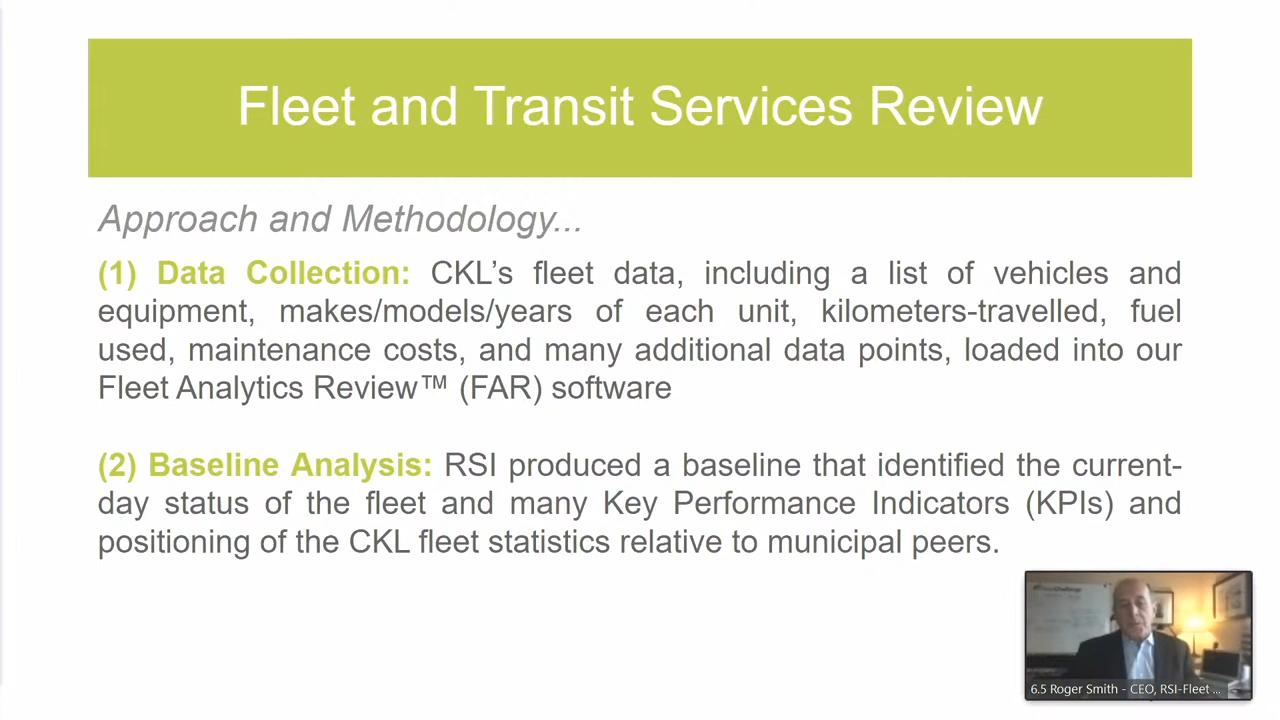 Fleet and Transit Services Review
Approach and Methodology...
(1) Data Collection: CKL’s fleet data, including a list of vehicles and
equipment, makes/models/years of each unit, kilometers-travelled, fuel
used, maintenance costs, and many additional data points, loaded into our
Fleet Analytics Review™ (FAR) software
(2) Baseline Analysis: RSI produced a baseline that identified the current-
day status of the fleet and many Key Performance Indicators (KPIs) and
positioning of the CKL fleet statistics relative to municipal peers.
6.5 Roger Smith - CEO, RSI-Fleet ...